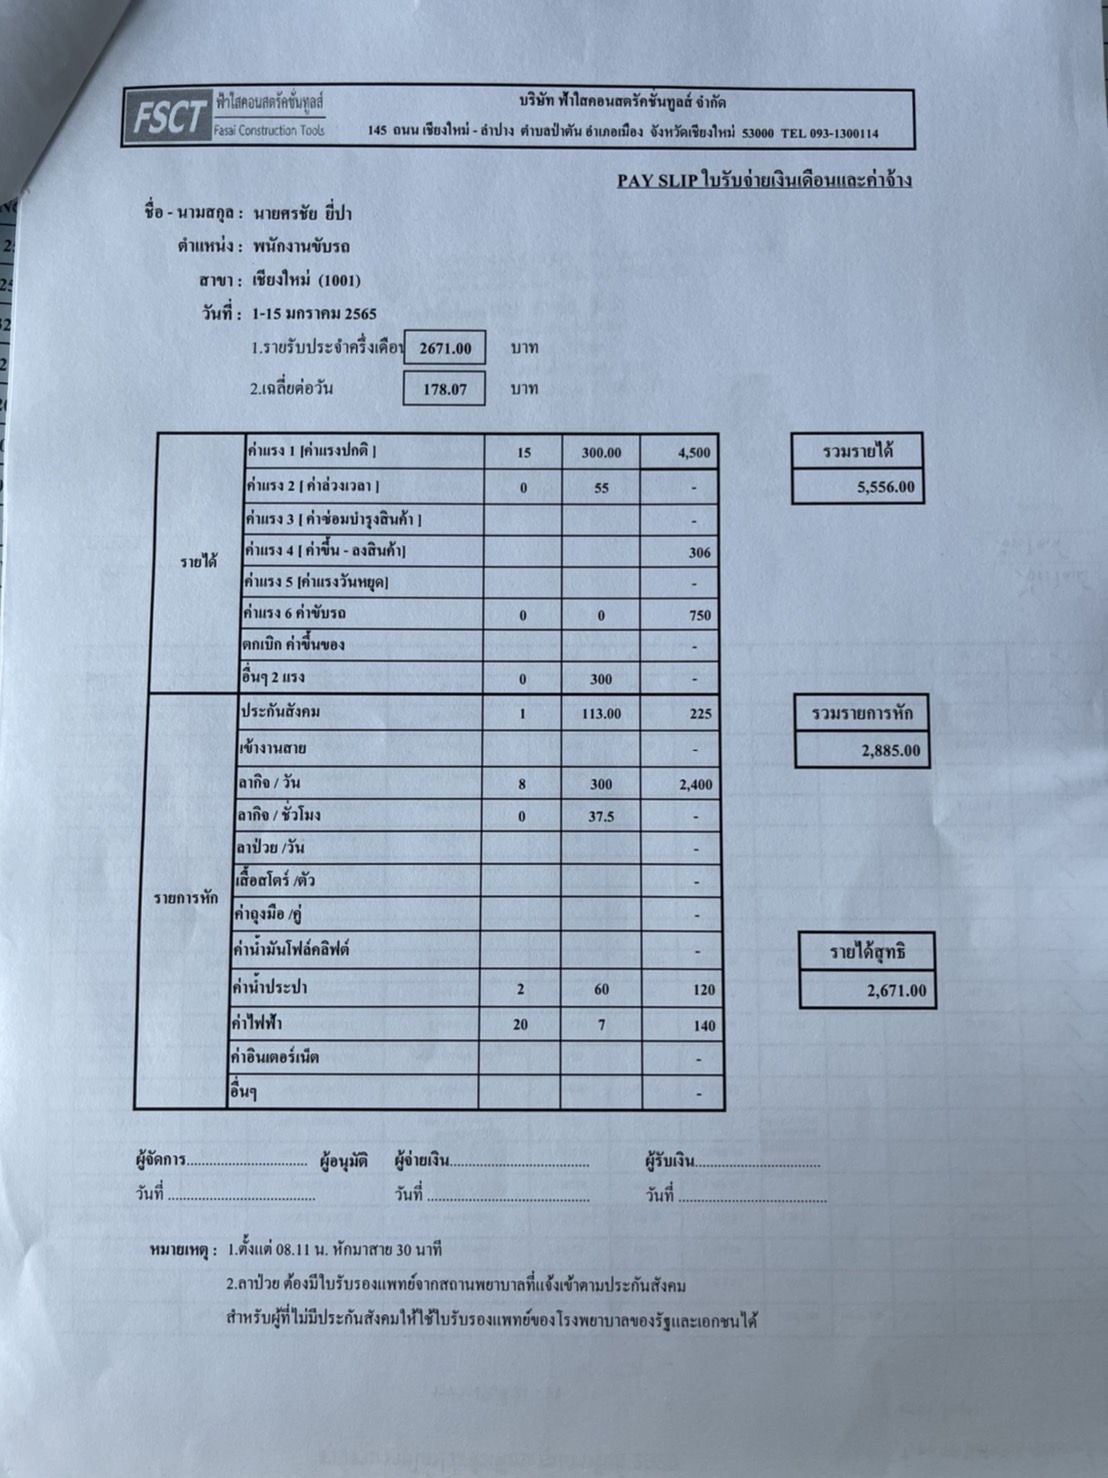 FSCT ฟ้าใสคอนสตรัคชั่นทูลส์
Fasai Construction Tools
บริษัท ฟ้าใสคอนสตรัคชั่นทูลส์ จำกัด
145 ถนน เชียงใหม่ - ลำปาง ตำบลป่าตัน อำเภอเมือง จังหวัดเชียงใหม่ 53000 TEL 093-1300114
PAY SLIP ใบรับจ่ายเงินเดือนและค่าจ้าง
ชื่อ - นามสกุล : นายศรชัย ยี่ปา
ตำแหน่ง : พนักงานขับรถ
สาขา : เชียงใหม่ (1001)
วันที่ : 1-15 มกราคม 2565
1.รายรับประจำครึ่งเดือน 2671.00 บาท
2.เฉลี่ยต่อวัน 178.07 บาท
รายได้
ค่าแรง 1 [ค่าแรงปกติ ] 15 300.00 4,500
ค่าแรง 2 [ ค่าล่วงเวลา ] 0 55 -
ค่าแรง 3 [ ค่าซ่อมบำรุงสินค้า ] -
ค่าแรง 4 [ ค่าขึ้น - ลงสินค้า] 306
ค่าแรง 5 [ค่าแรงวันหยุด] -
ค่าแรง 6 ค่าขับรถ 0 0 750
ตกเบิก ค่าขึ้นของ -
อื่นๆ 2 แรง 0 300 -
รวมรายได้
5,556.00
รายการหัก
ประกันสังคม 1 113.00 225
เข้างานสาย -
ลากิจ / วัน 8 300 2,400
ลากิจ / ชั่วโมง 0 37.5 -
ลาป่วย /วัน -
เสื้อสโตร์ /ตัว -
ค่าถุงมือ /คู่ -
ค่าน้ำมันโฟล์คลิฟต์ -
ค่าน้ำประปา 2 60 120
ค่าไฟฟ้า 20 7 140
ค่าอินเตอร์เน็ต -
อื่นๆ -
รวมรายการหัก
2,885.00
รายได้สุทธิ
2,671.00
ผู้จัดการ................................ ผู้อนุมัติ ผู้จ่ายเงิน..................................... ผู้รับเงิน.................................
วันที่ ....................................... วันที่ ........................................... วันที่ .......................................
หมายเหตุ : 1.ตั้งแต่ 08.11 น. หักมาสาย 30 นาที
2.ลาป่วย ต้องมีใบรับรองแพทย์จากสถานพยาบาลที่แจ้งเข้าตามประกันสังคม
สำหรับผู้ที่ไม่มีประกันสังคมให้ใช้ใบรับรองแพทย์ของโรงพยาบาลของรัฐและเอกชนได้